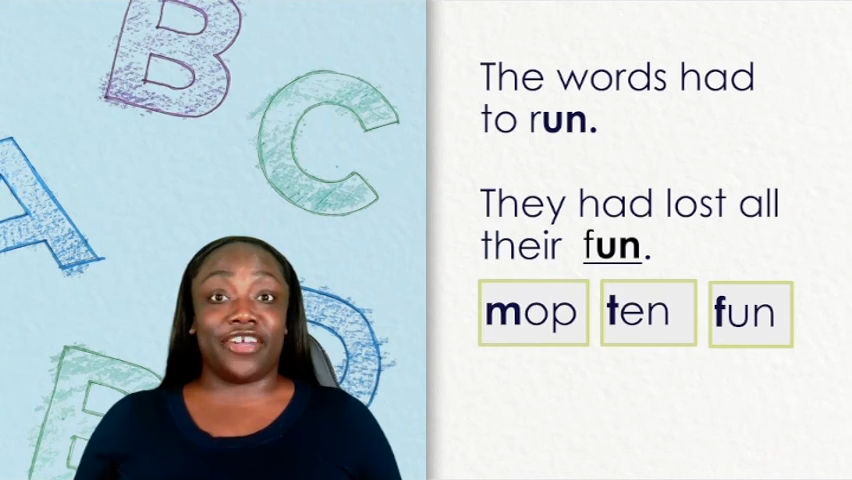 B
C
A
D
E
The words had
to run.
They had lost all
their fun.
mop ten fun